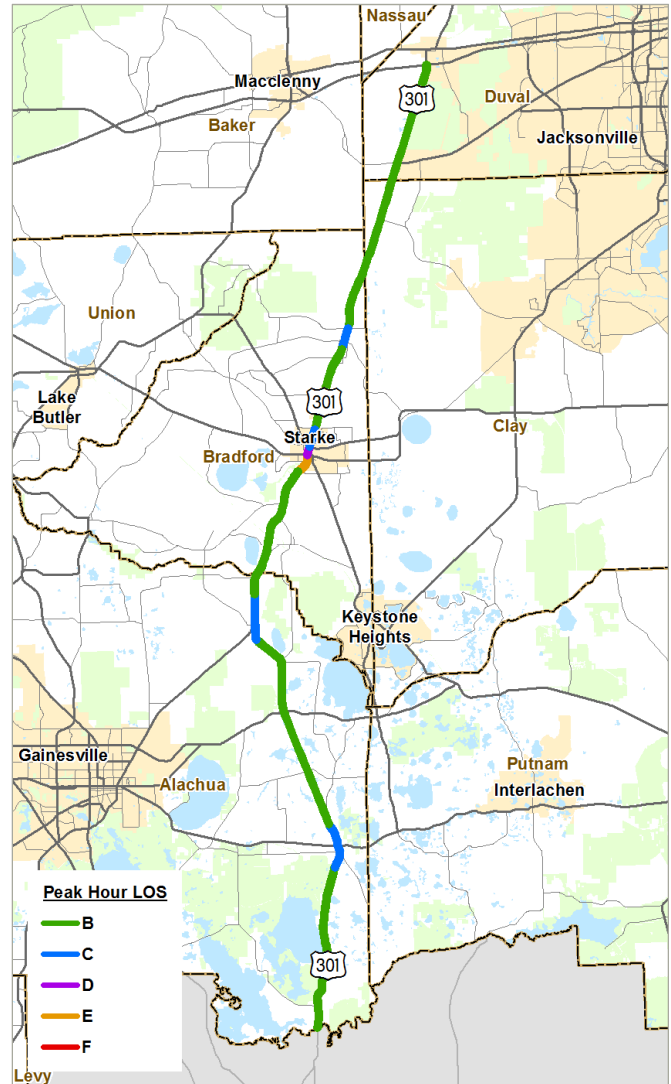 Nassau
Macclenny
301
Duval
Baker
Jacksonville
Union
301
Lake
Butler
Starke
Clay
Bradford
Keystone
Heights
Gainesville
Putnam
Alachua
Interlachen
Peak Hour LOS
B
C
D
E
F
301
Levy